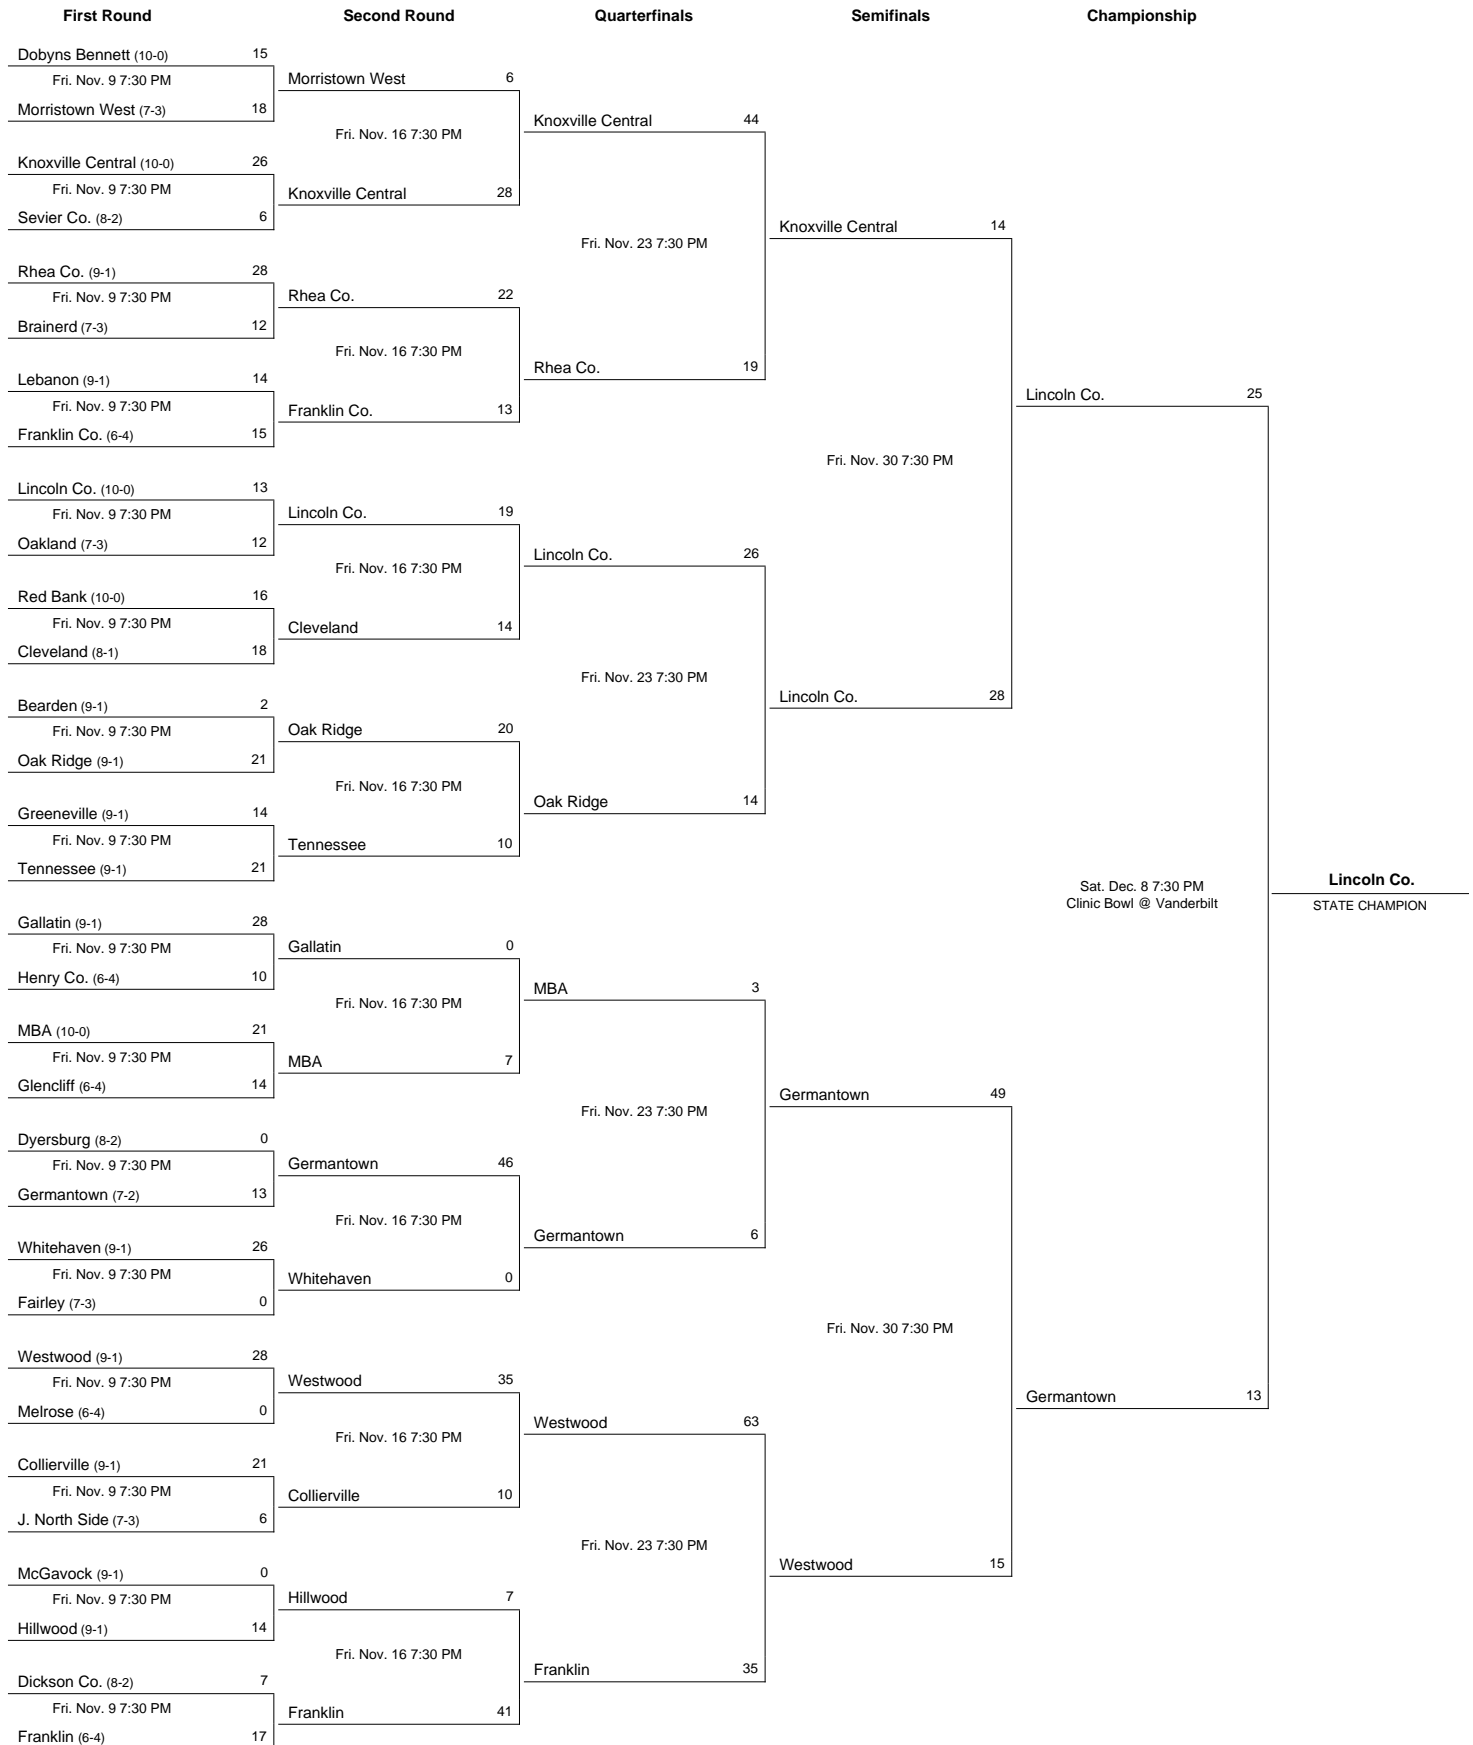 First Round
Second Round
Quarterfinals
Semifinals
Championship
Dobyns Bennett (10-0) 15
Fri. Nov. 9 7:30 PM
Morristown West (7-3) 18
Knoxville Central (10-0) 26
Fri. Nov. 9 7:30 PM
Sevier Co. (8-2) 6
Rhea Co. (9-1) 28
Fri. Nov. 9 7:30 PM
Brainerd (7-3) 12
Lebanon (9-1) 14
Fri. Nov. 9 7:30 PM
Franklin Co. (6-4) 15
Lincoln Co. (10-0) 13
Fri. Nov. 9 7:30 PM
Oakland (7-3) 12
Red Bank (10-0) 16
Fri. Nov. 9 7:30 PM
Cleveland (8-1) 18
Bearden (9-1) 2
Fri. Nov. 9 7:30 PM
Oak Ridge (9-1) 21
Greeneville (9-1) 14
Fri. Nov. 9 7:30 PM
Tennessee (9-1) 21
Gallatin (9-1) 28
Fri. Nov. 9 7:30 PM
Henry Co. (6-4) 10
MBA (10-0) 21
Fri. Nov. 9 7:30 PM
Glencliff (6-4) 14
Dyersburg (8-2) 0
Fri. Nov. 9 7:30 PM
Germantown (7-2) 13
Whitehaven (9-1) 26
Fri. Nov. 9 7:30 PM
Fairley (7-3) 0
Westwood (9-1) 28
Fri. Nov. 9 7:30 PM
Melrose (6-4) 0
Collierville (9-1) 21
Fri. Nov. 9 7:30 PM
J. North Side (7-3) 6
McGavock (9-1) 0
Fri. Nov. 9 7:30 PM
Hillwood (9-1) 14
Dickson Co. (8-2) 7
Fri. Nov. 9 7:30 PM
Franklin (6-4) 17
Morristown West 6
Fri. Nov. 16 7:30 PM
Knoxville Central 28
Rhea Co. 22
Fri. Nov. 16 7:30 PM
Franklin Co. 13
Lincoln Co. 19
Fri. Nov. 16 7:30 PM
Cleveland 14
Oak Ridge 20
Fri. Nov. 16 7:30 PM
Tennessee 10
Gallatin 0
Fri. Nov. 16 7:30 PM
MBA 7
Germantown 46
Fri. Nov. 16 7:30 PM
Whitehaven 0
Westwood 35
Fri. Nov. 16 7:30 PM
Collierville 10
Hillwood 7
Fri. Nov. 16 7:30 PM
Franklin 41
Knoxville Central 44
Fri. Nov. 23 7:30 PM
Rhea Co. 19
Lincoln Co. 26
Fri. Nov. 23 7:30 PM
Oak Ridge 14
MBA 3
Fri. Nov. 23 7:30 PM
Germantown 6
Westwood 63
Fri. Nov. 23 7:30 PM
Franklin 35
Knoxville Central 14
Fri. Nov. 30 7:30 PM
Lincoln Co. 28
Germantown 49
Fri. Nov. 30 7:30 PM
Westwood 15
Lincoln Co. 25
Sat. Dec. 8 7:30 PM
Clinic Bowl @ Vanderbilt
Germantown 13
Lincoln Co.
STATE CHAMPION